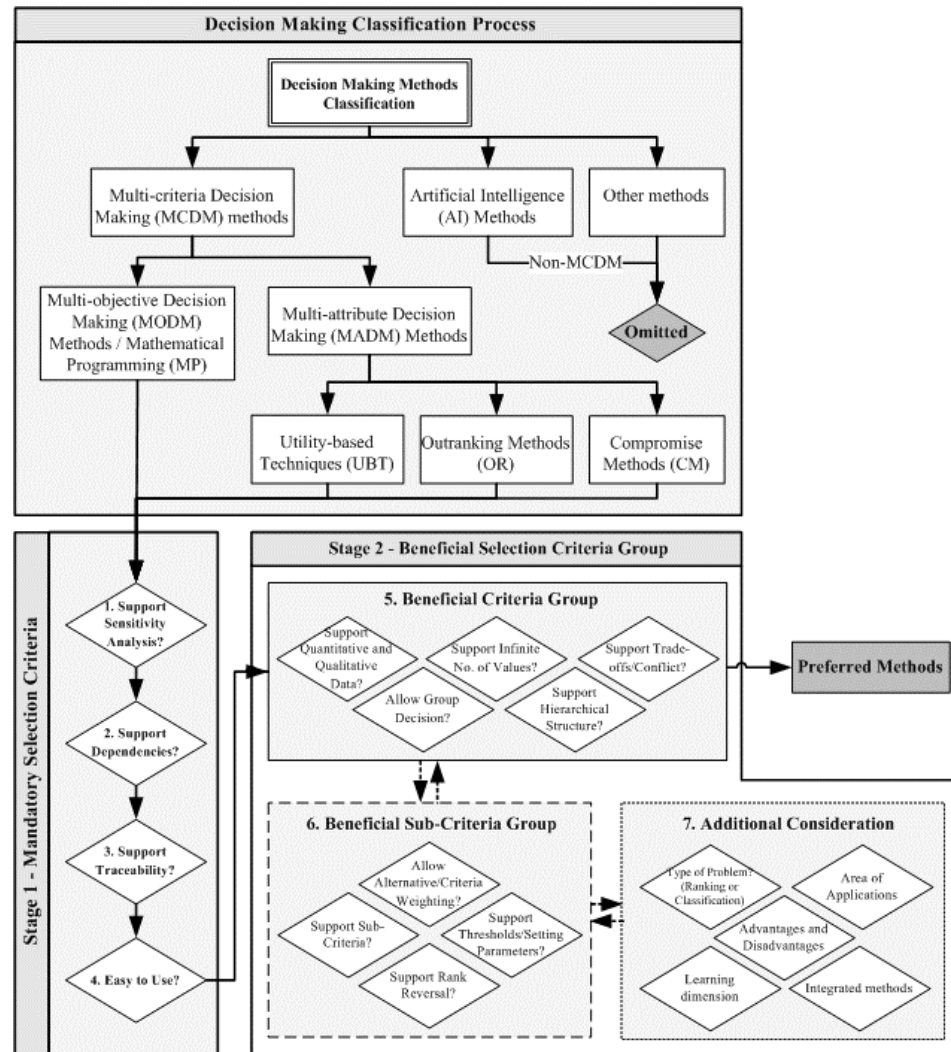 Decision Making Classification Process
Decision Making Methods
Classification
Multi-criteria Decision
Making (MCDM) methods
Artificial Intelligence
(AI) Methods
Other methods
Non-MCDM
Omitted
Multi-objective Decision
Making (MODM)
Methods / Mathematical
Programming (MP)
Multi-attribute Decision
Making (MADM) Methods
Utility-based
Techniques (UBT)
Outranking Methods
(OR)
Compromise
Methods (CM)
Stage 1 - Mandatory Selection Criteria
1. Support
Sensitivity
Analysis?
2. Support
Dependencies?
3. Support
Traceability?
4. Easy to Use?
Stage 2 - Beneficial Selection Criteria Group
5. Beneficial Criteria Group
Support
Quantitative and
Qualitative
Data?
Support Infinite
No. of Values?
Support Trade-
offs/Conflict?
Allow Group
Decision?
Support
Hierarchical
Structure?
Preferred Methods
6. Beneficial Sub-Criteria Group
Allow
Alternative/Criteria
Weighting?
Support Sub-
Criteria?
Support
Thresholds/Setting
Parameters?
Support Rank
Reversal?
7. Additional Consideration
Type of Problem?
(Ranking or
Classification)
Area of
Applications
Advantages and
Disadvantages
Learning
dimension
Integrated methods